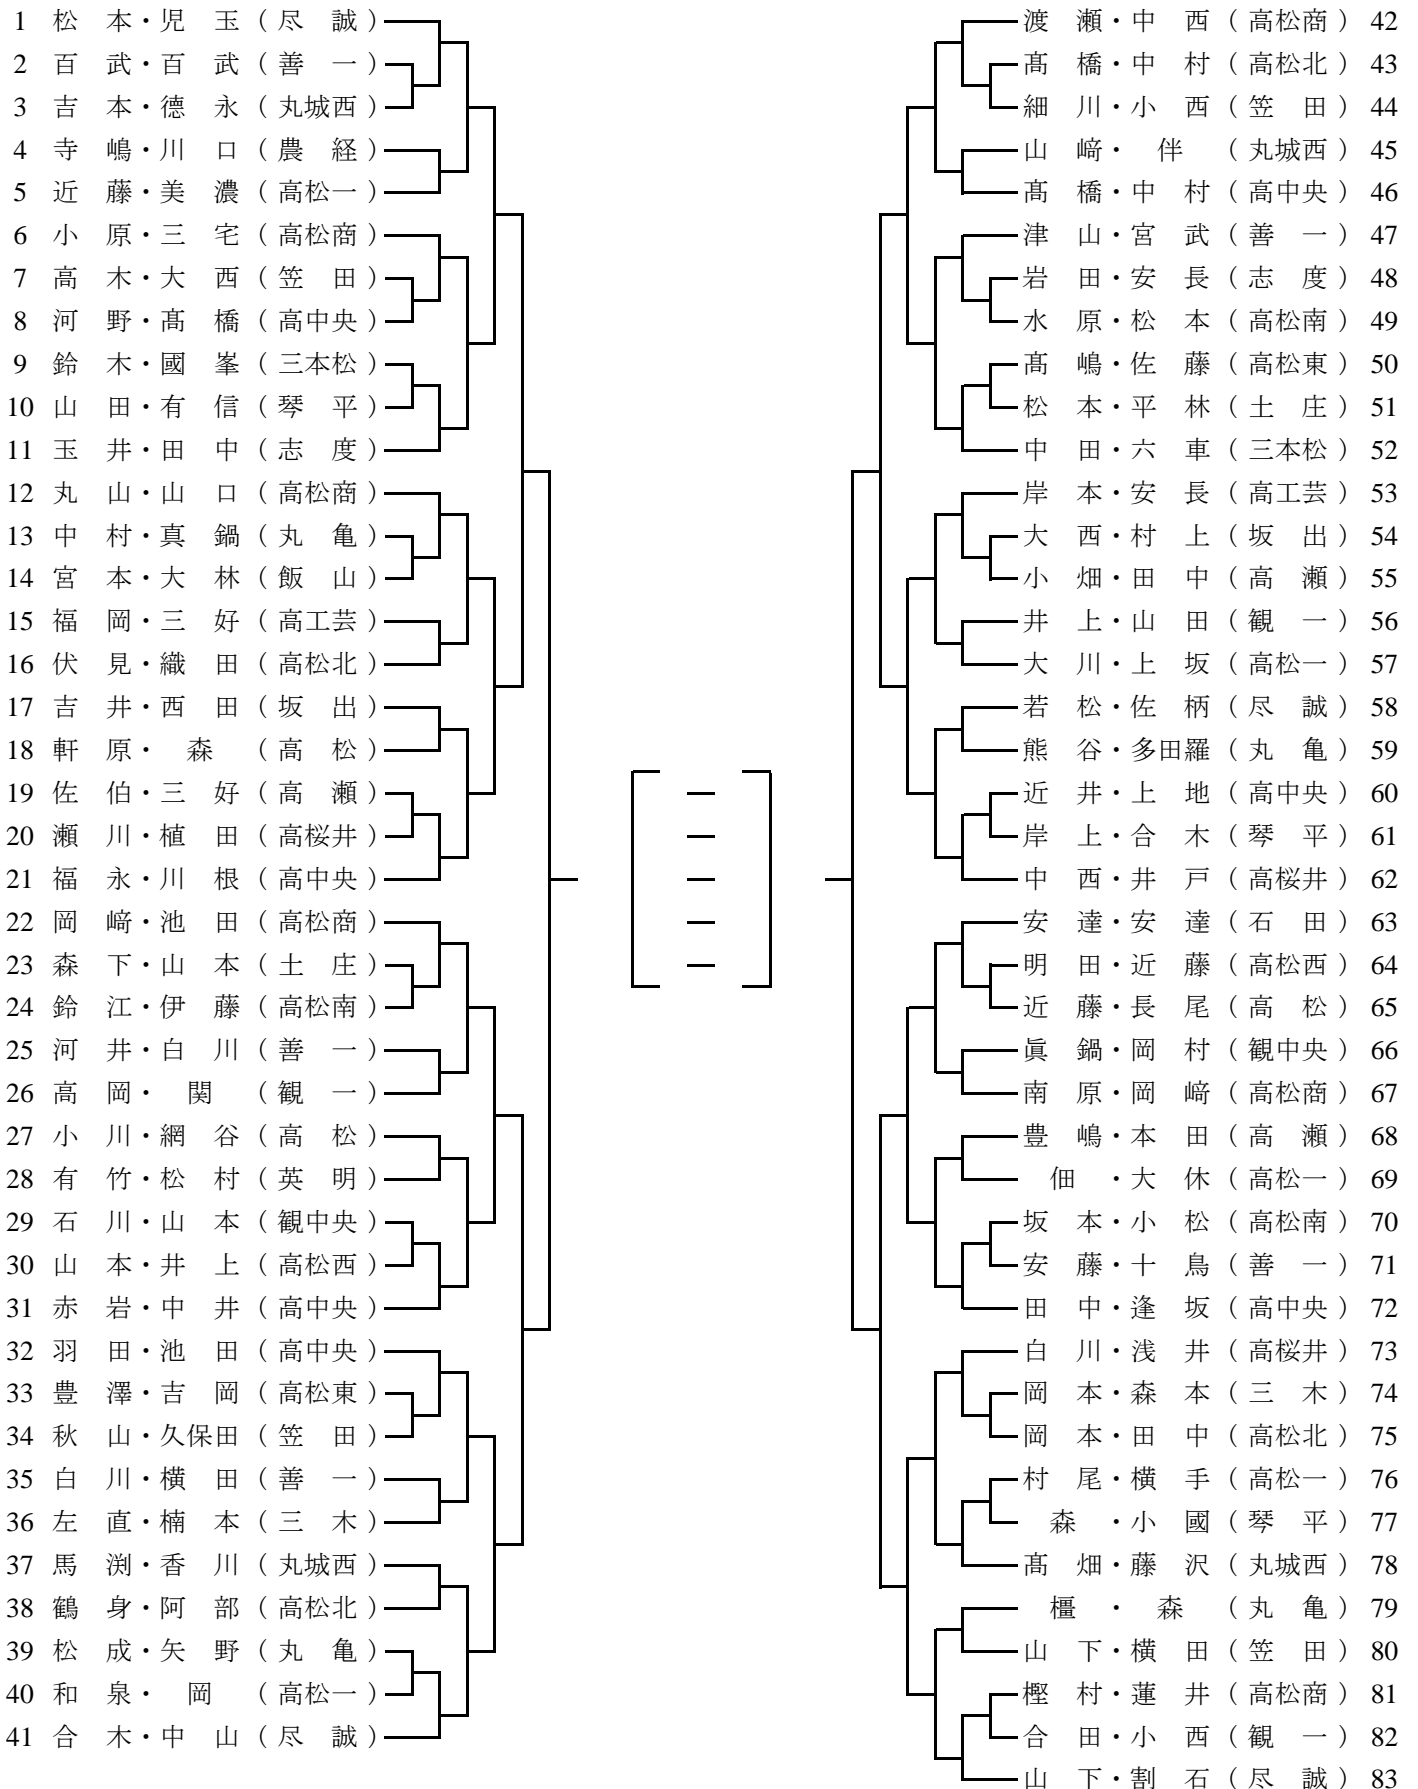 1 松本・児玉（尽誠）
2 百武・百武（善一）
3 吉本・德永（丸城西）
4 寺嶋・川口（農経）
5 近藤・美濃（高松一）
6 小原・三宅（高松商）
7 高木・大西（笠田）
8 河野・髙橋（高中央）
9 鈴木・國峯（三本松）
10 山田・有信（琴平）
11 玉井・田中（志度）
12 丸山・山口（高松商）
13 中村・真鍋（丸亀）
14 宮本・大林（飯山）
15 福岡・三好（高工芸）
16 伏見・織田（高松北）
17 吉井・西田（坂出）
18 軒原・森（高松）
19 佐伯・三好（高瀬）
20 瀬川・植田（高桜井）
21 福永・川根（高中央）
22 岡﨑・池田（高松商）
23 森下・山本（土庄）
24 鈴江・伊藤（高松南）
25 河井・白川（善一）
26 高岡・関（観一）
27 小川・網谷（高松）
28 有竹・松村（英明）
29 石川・山本（観中央）
30 山本・井上（高松西）
31 赤岩・中井（高中央）
32 羽田・池田（高中央）
33 豊澤・吉岡（高松東）
34 秋山・久保田（笠田）
35 白川・横田（善一）
36 左直・楠本（三木）
37 馬渕・香川（丸城西）
38 鶴身・阿部（高松北）
39 松成・矢野（丸亀）
40 和泉・岡（高松一）
41 合木・中山（尽誠）
渡瀬・中西（高松商）42
髙橋・中村（高松北）43
細川・小西（笠田）44
山﨑・伴（丸城西）45
髙橋・中村（高中央）46
津山・宮武（善一）47
岩田・安長（志度）48
水原・松本（高松南）49
髙嶋・佐藤（高松東）50
松本・平林（土庄）51
中田・六車（三本松）52
岸本・安長（高工芸）53
大西・村上（坂出）54
小畑・田中（高瀬）55
井上・山田（観一）56
大川・上坂（高松一）57
若松・佐柄（尽誠）58
熊谷・多田羅（丸亀）59
近井・上地（高中央）60
岸上・合木（琴平）61
中西・井戸（高桜井）62
安達・安達（石田）63
明田・近藤（高松西）64
近藤・長尾（高松）65
眞鍋・岡村（観中央）66
南原・岡﨑（高松商）67
豊嶋・本田（高瀬）68
佃・大休（高松一）69
坂本・小松（高松南）70
安藤・十鳥（善一）71
田中・逢坂（高中央）72
白川・浅井（高桜井）73
岡本・森本（三木）74
岡本・田中（高松北）75
村尾・横手（高松一）76
森・小國（琴平）77
髙畑・藤沢（丸城西）78
橿・森（丸亀）79
山下・横田（笠田）80
樫村・蓮井（高松商）81
合田・小西（観一）82
山下・割石（尽誠）83